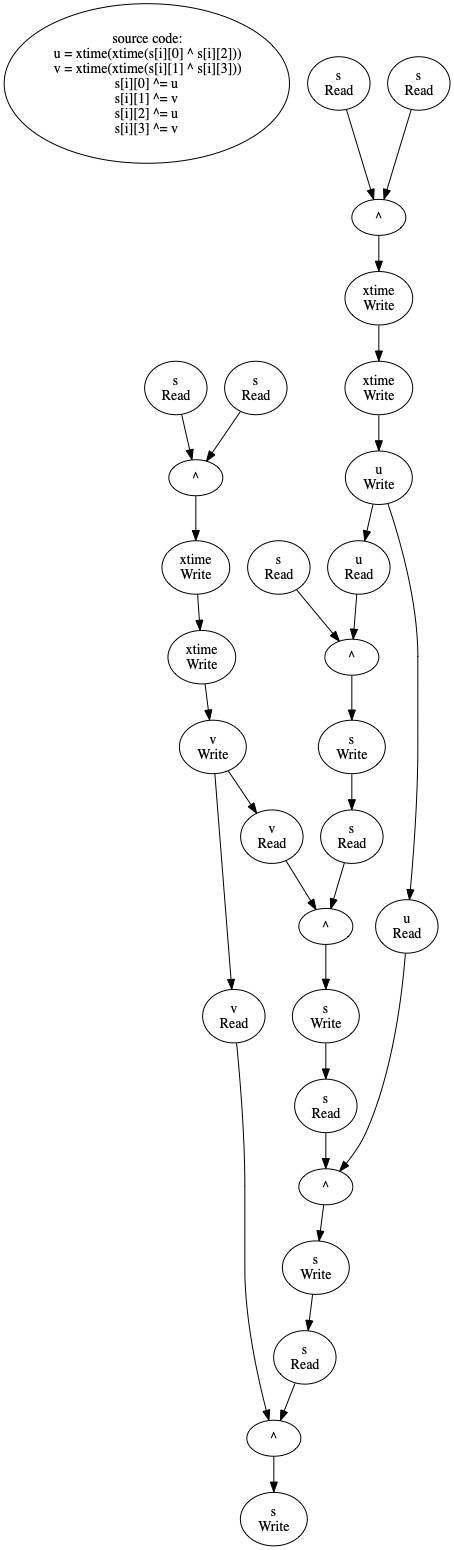 source code:
u = xtime(xtime(s[i][0] ^ s[i][2]))
v = xtime(xtime(s[i][1] ^ s[i][3]))
s[i][0] ^= u
s[i][1] ^= v
s[i][2] ^= u
s[i][3] ^= v
s
Read
s
Read
^
xtime
Write
xtime
Write
s
Read
s
Read
^
u
Write
xtime
Write
s
Read
u
Read
xtime
Write
^
v
Write
s
Write
v
Read
s
Read
^
u
Read
v
Read
s
Write
s
Read
^
s
Write
s
Read
^
s
Write